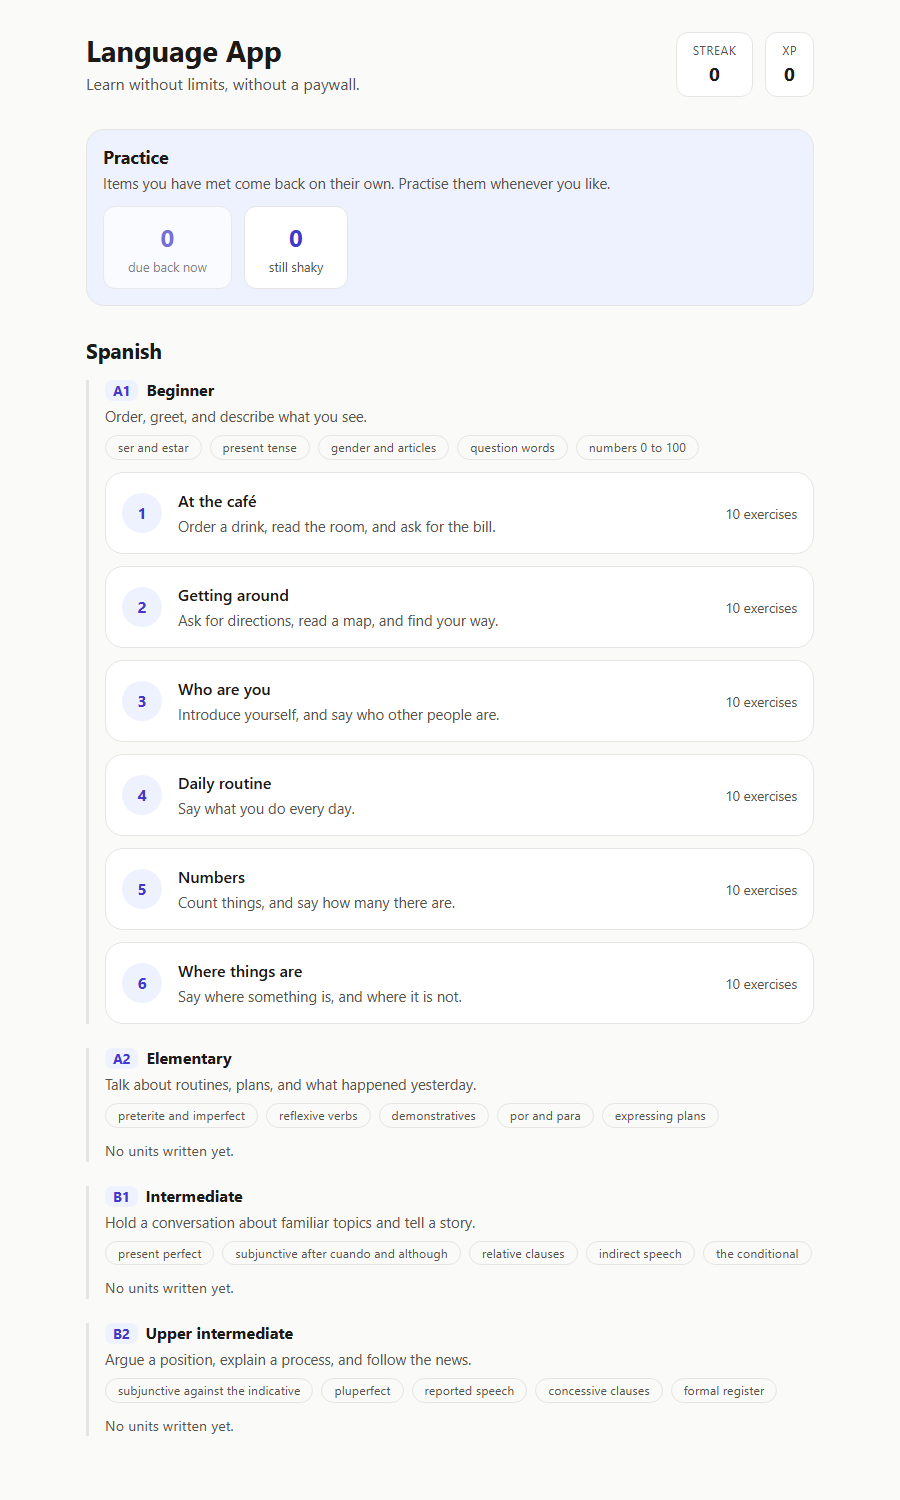 Language App
Learn without limits, without a paywall.
STREAK
0
XP
0
Practice
Items you have met come back on their own. Practise them whenever you like.
0
due back now
0
still shaky
Spanish
A1 Beginner
Order, greet, and describe what you see.
ser and estar present tense gender and articles question words numbers 0 to 100
1
At the café
Order a drink, read the room, and ask for the bill.
10 exercises
2
Getting around
Ask for directions, read a map, and find your way.
10 exercises
3
Who are you
Introduce yourself, and say who other people are.
10 exercises
4
Daily routine
Say what you do every day.
10 exercises
5
Numbers
Count things, and say how many there are.
10 exercises
6
Where things are
Say where something is, and where it is not.
10 exercises
A2 Elementary
Talk about routines, plans, and what happened yesterday.
preterite and imperfect reflexive verbs demonstratives por and para expressing plans
No units written yet.
B1 Intermediate
Hold a conversation about familiar topics and tell a story.
present perfect subjunctive after cuando and although relative clauses indirect speech the conditional
No units written yet.
B2 Upper intermediate
Argue a position, explain a process, and follow the news.
subjunctive against the indicative pluperfect reported speech concessive clauses formal register
No units written yet.